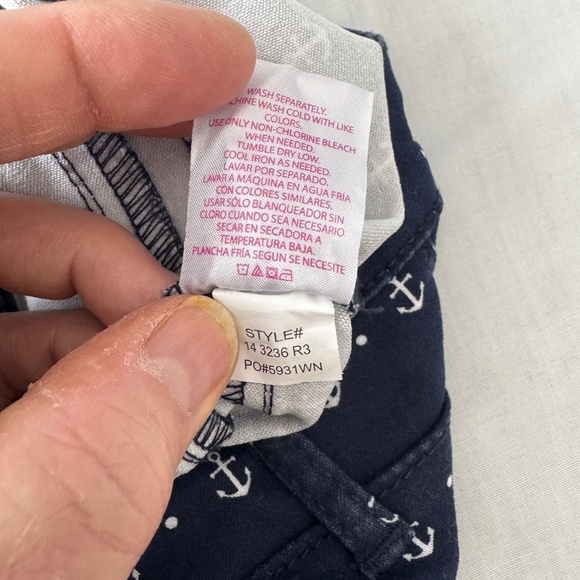 WASH SEPARATELY.
MACHINE WASH COLD WITH LIKE
COLORS.
USE ONLY NON-CHLORINE BLEACH
WHEN NEEDED.
TUMBLE DRY LOW.
COOL IRON AS NEEDED.
LAVAR POR SEPARADO.
LAVAR A MÁQUINA EN AGUA FRÍA
CON COLORES SIMILARES.
USAR SÓLO BLANQUEADOR SIN
CLORO CUANDO SEA NECESARIO
SECAR EN SECADORA A
TEMPERATURA BAJA.
PLANCHA FRÍA SEGUN SE NECESITE
STYLE#
14 3236 R3
PO#5931WN